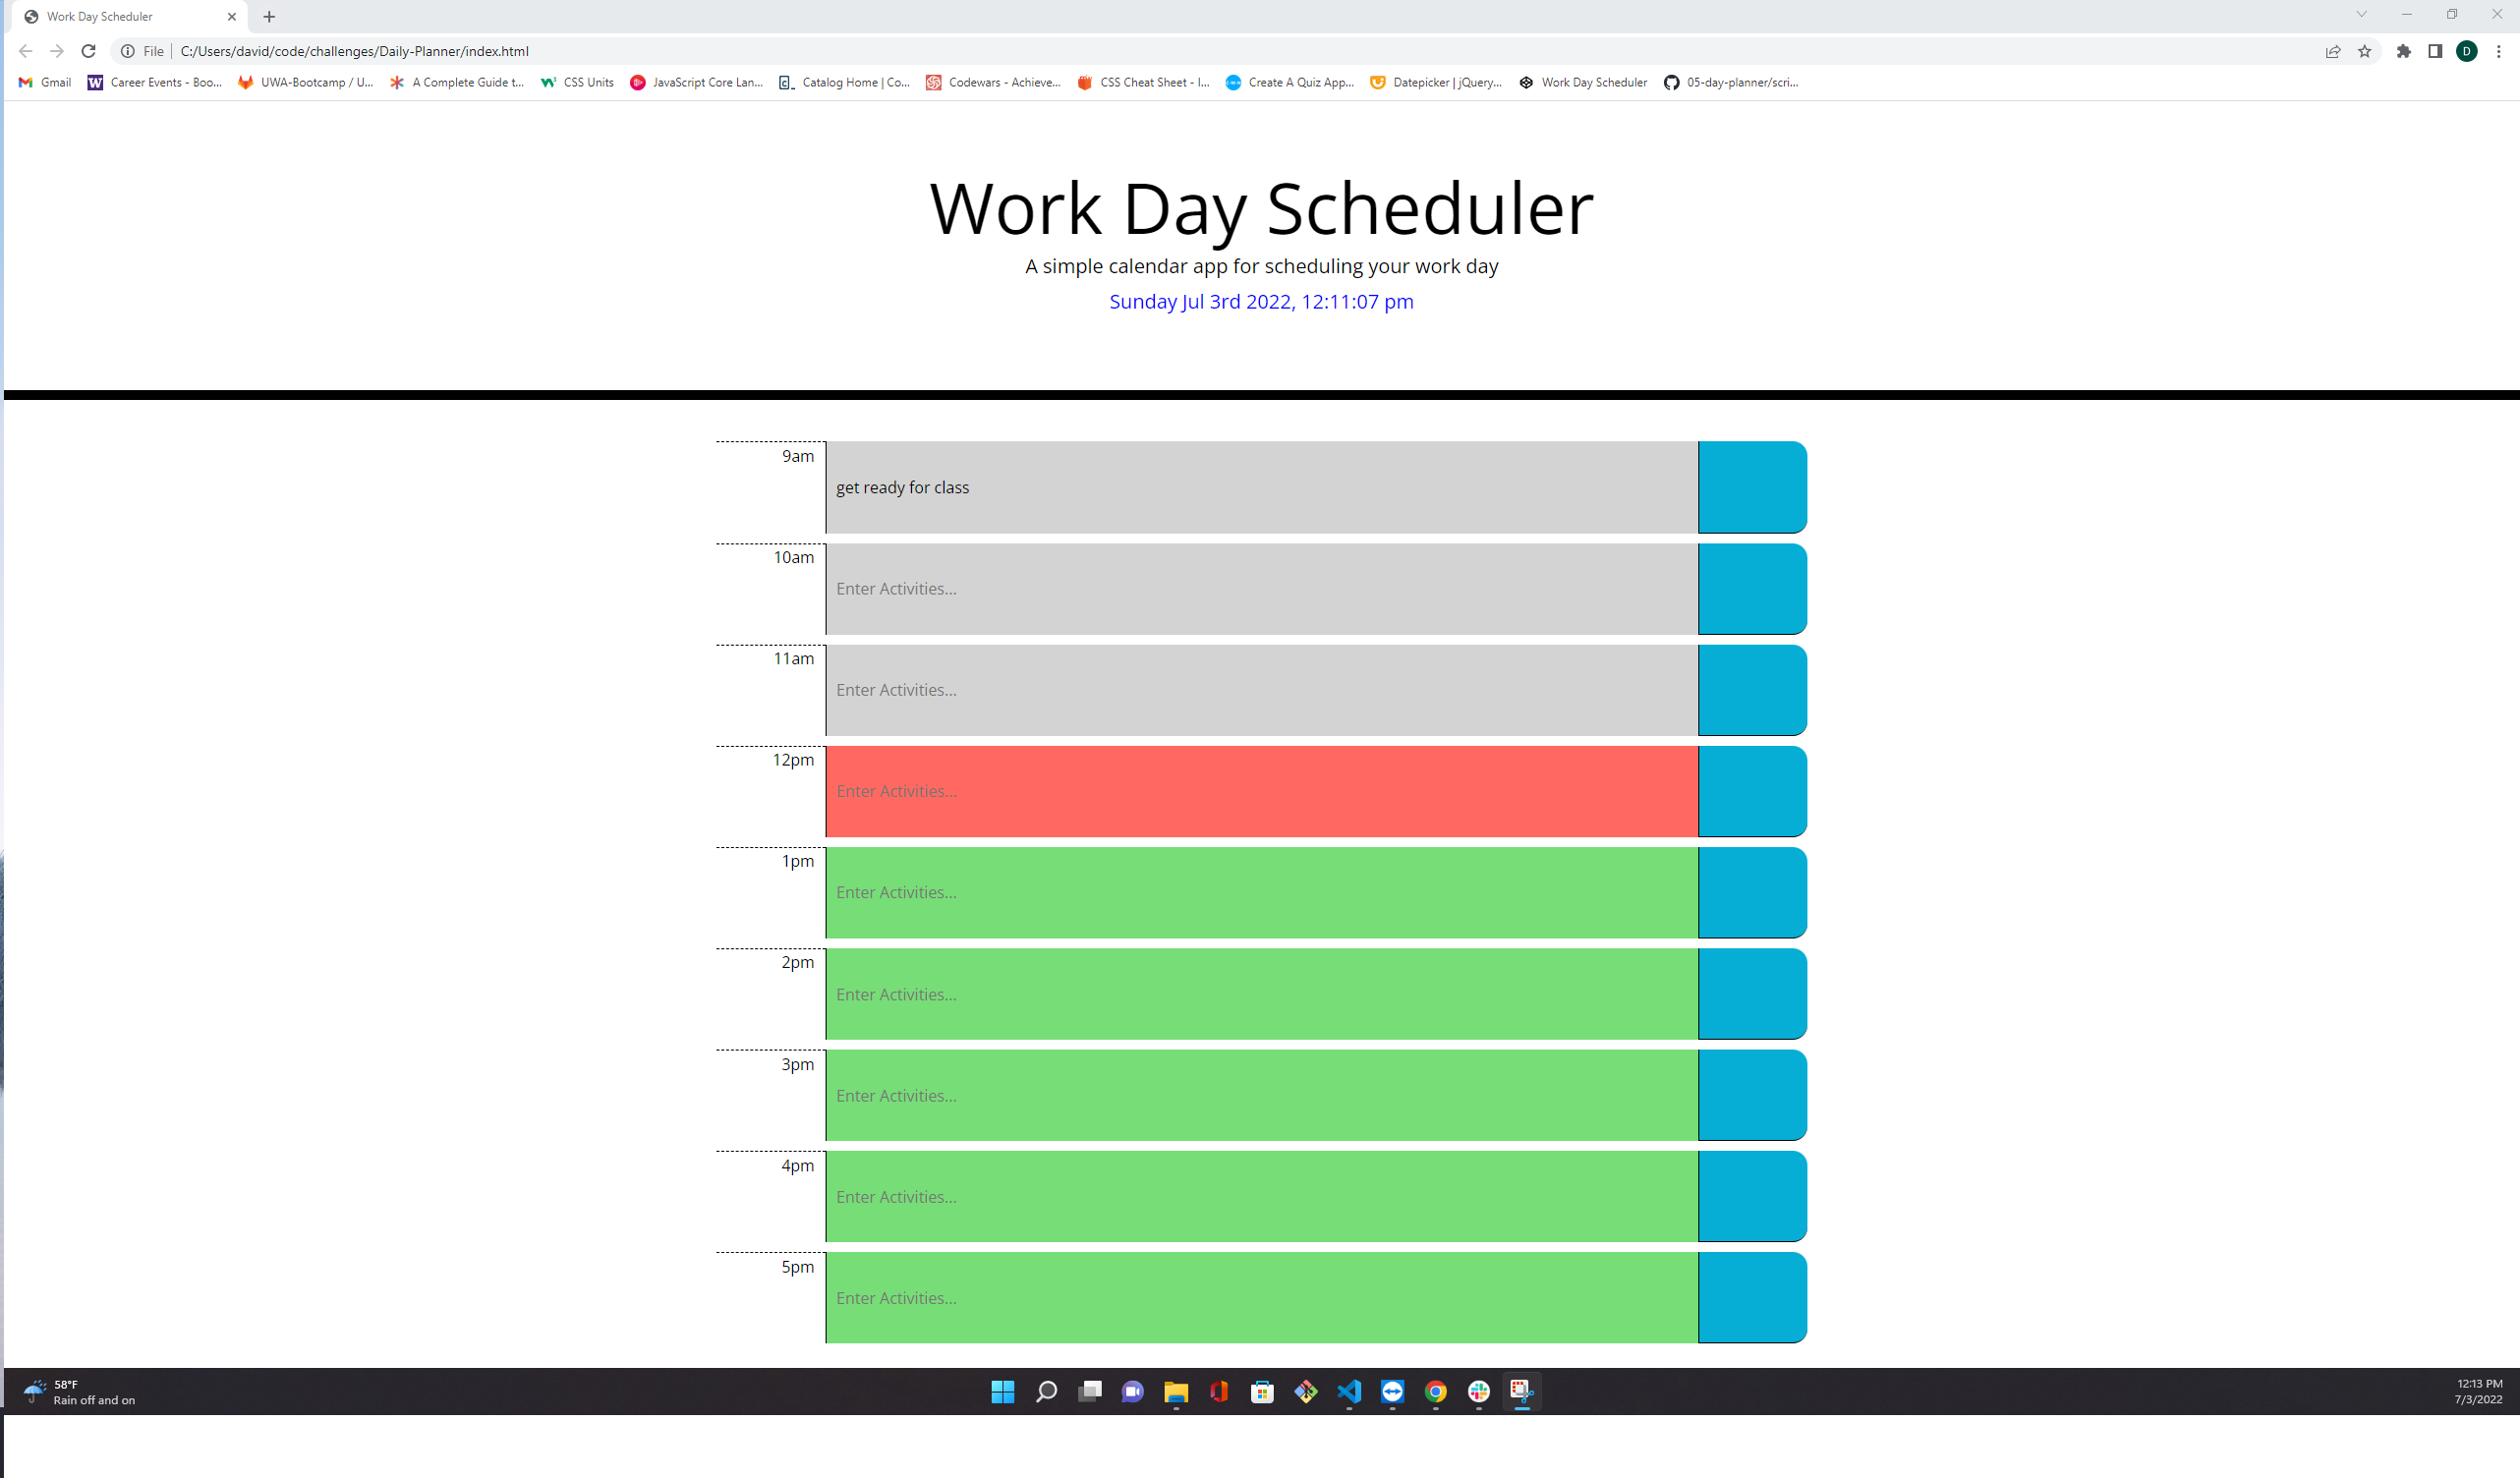 Work Day Scheduler
File C:/Users/david/code/challenges/Daily-Planner/index.html D
Gmail W Career Events - Boo... UWA-Bootcamp / U... A Complete Guide t... CSS Units JavaScript Core Lan... Catalog Home | Co... Codewars - Achieve... CSS Cheat Sheet - I... Create A Quiz App... Datepicker | jQuery... Work Day Scheduler 05-day-planner/scri...
Work Day Scheduler
A simple calendar app for scheduling your work day
Sunday Jul 3rd 2022, 12:11:07 pm
9am
get ready for class
10am
Enter Activities...
11am
Enter Activities...
12pm
Enter Activities...
1pm
Enter Activities...
2pm
Enter Activities...
3pm
Enter Activities...
4pm
Enter Activities...
5pm
Enter Activities...
58°F
Rain off and on
12:13 PM
7/3/2022